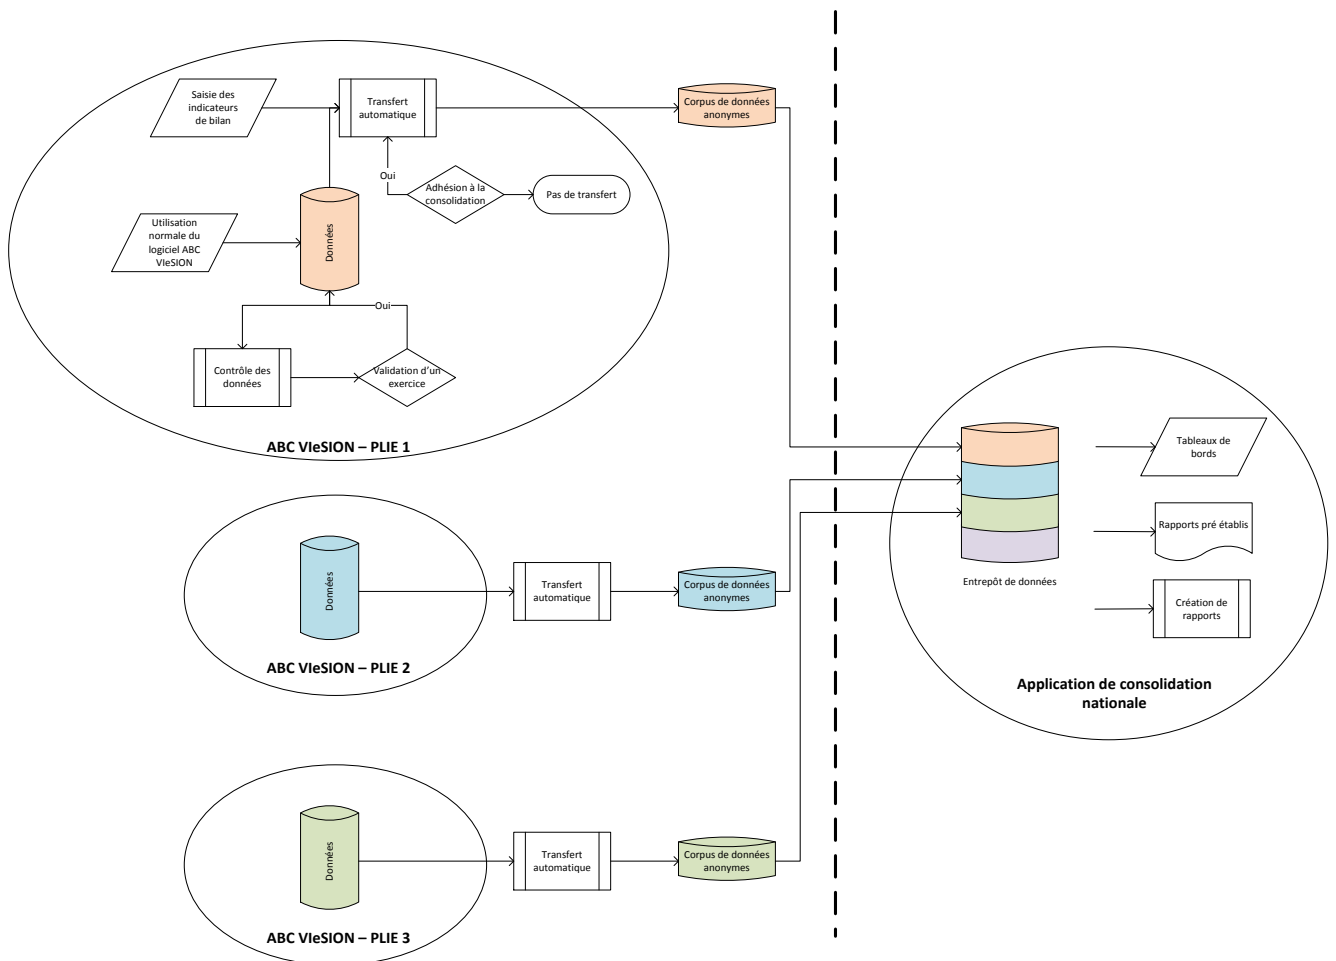 Saisie des
indicateurs
de bilan
Transfert
automatique
Corpus de données
anonymes
Oui
Adhésion à la
consolidation
Pas de transfert
Utilisation
normale du
logiciel ABC
VIeSION
Données
Oui
Contrôle des
données
Validation d'un
exercice
ABC VIeSION – PLIE 1
Données
Transfert
automatique
Corpus de données
anonymes
ABC VIeSION – PLIE 2
Données
Transfert
automatique
Corpus de données
anonymes
ABC VIeSION – PLIE 3
Entrepôt de données
Tableaux de
bords
Rapports pré établis
Création de
rapports
Application de consolidation
nationale